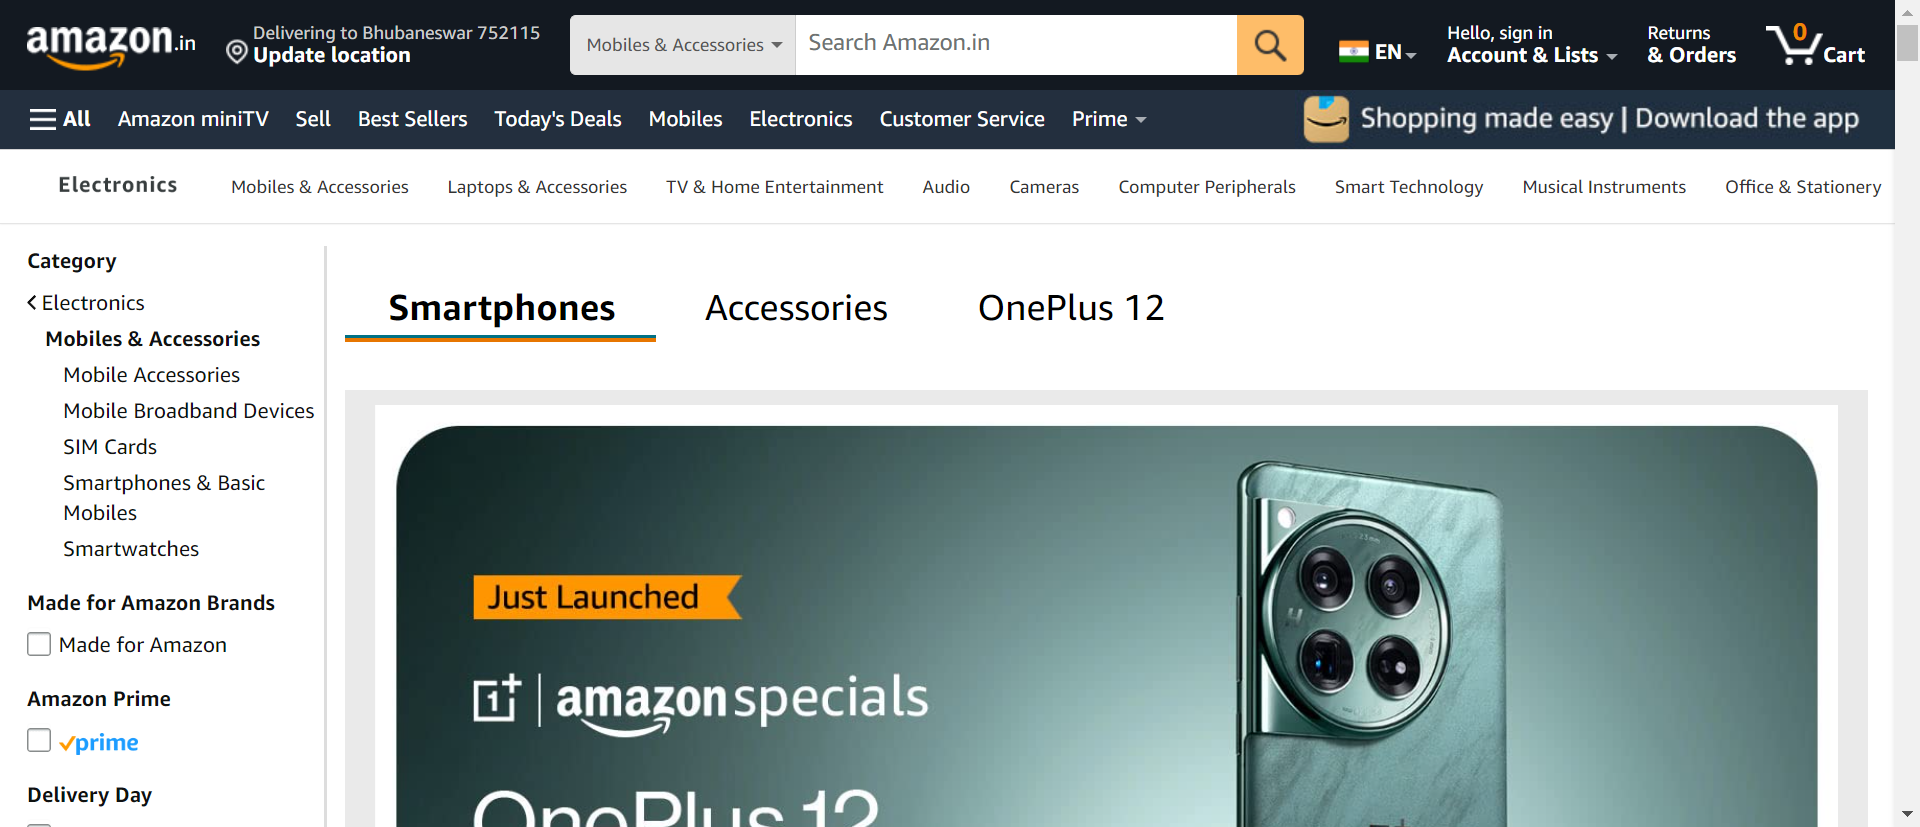 amazon.in
Delivering to Bhubaneswar 752115
Update location
Mobiles & Accessories
Search Amazon.in
EN
Hello, sign in
Account & Lists
Returns
& Orders
0
Cart
All
Amazon miniTV
Sell
Best Sellers
Today's Deals
Mobiles
Electronics
Customer Service
Prime
Shopping made easy | Download the app
Electronics
Mobiles & Accessories
Laptops & Accessories
TV & Home Entertainment
Audio
Cameras
Computer Peripherals
Smart Technology
Musical Instruments
Office & Stationery
Category
Electronics
Mobiles & Accessories
Mobile Accessories
Mobile Broadband Devices
SIM Cards
Smartphones & Basic
Mobiles
Smartwatches
Made for Amazon Brands
Made for Amazon
Amazon Prime
prime
Delivery Day
Smartphones
Accessories
OnePlus 12
Just Launched
1+ | amazonspecials
OnePlus 12